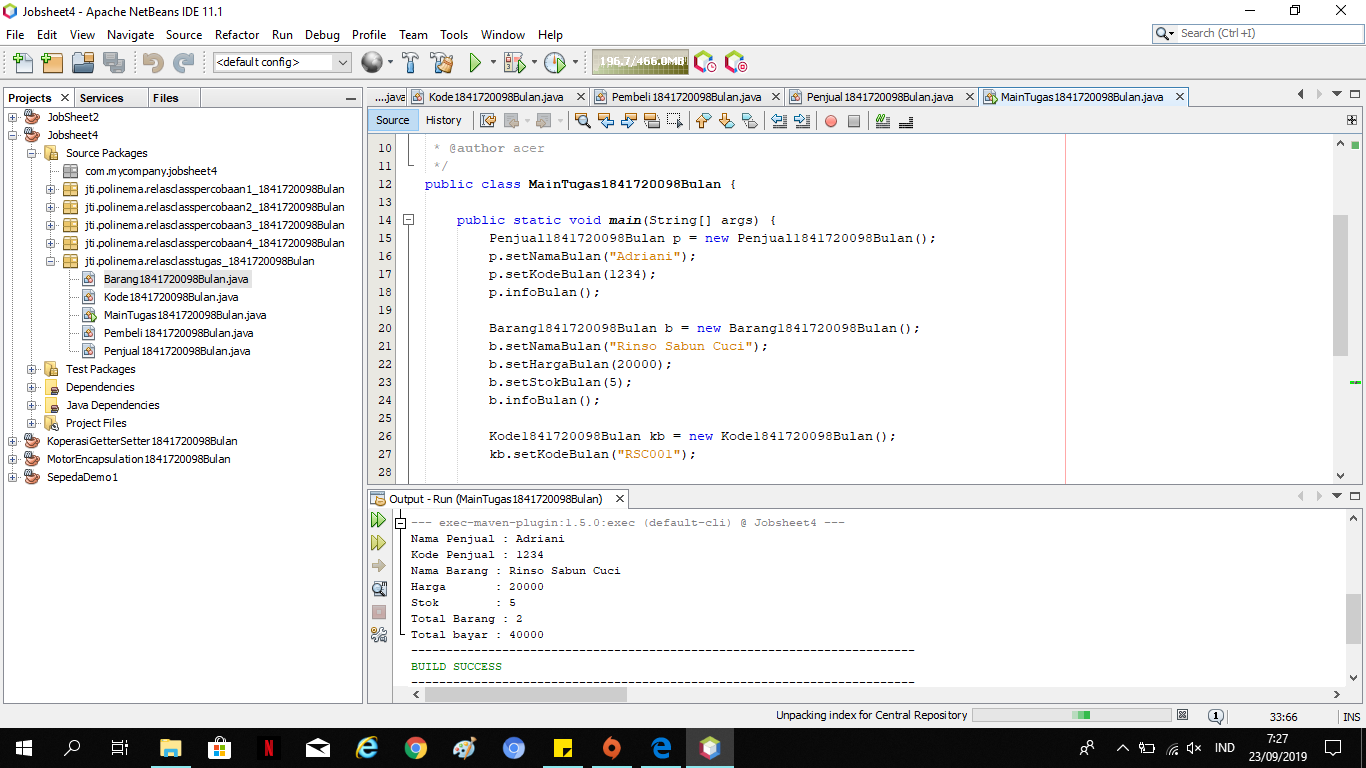 Jobsheet4 - Apache NetBeans IDE 11.1
File Edit View Navigate Source Refactor Run Debug Profile Team Tools Window Help
Search (Ctrl+I)
<default config>
196.7/466.0MB
Projects
Services
Files
JobSheet2
Jobsheet4
Source Packages
com.mycompany.jobsheet4
jti.polinema.relasclasspercobaan1_1841720098Bulan
jti.polinema.relasclasspercobaan2_1841720098Bulan
jti.polinema.relasclasspercobaan3_1841720098Bulan
jti.polinema.relasclasspercobaan4_1841720098Bulan
jti.polinema.relasclasstugas_1841720098Bulan
Barang1841720098Bulan.java
Kode1841720098Bulan.java
MainTugas1841720098Bulan.java
Pembeli1841720098Bulan.java
Penjual1841720098Bulan.java
Test Packages
Dependencies
Java Dependencies
Project Files
KoperasiGetterSetter1841720098Bulan
MotorEncapsulation1841720098Bulan
SepedaDemo1
....java Kode1841720098Bulan.java Pembeli1841720098Bulan.java Penjual1841720098Bulan.java MainTugas1841720098Bulan.java
Source History
10 * @author acer
11 */
12 public class MainTugas1841720098Bulan {
13
14 public static void main(String[] args) {
15 Penjual1841720098Bulan p = new Penjual1841720098Bulan();
16 p.setNamaBulan("Adriani");
17 p.setKodeBulan(1234);
18 p.infoBulan();
19
20 Barang1841720098Bulan b = new Barang1841720098Bulan();
21 b.setNamaBulan("Rinso Sabun Cuci");
22 b.setHargaBulan(20000);
23 b.setStokBulan(5);
24 b.infoBulan();
25
26 Kode1841720098Bulan kb = new Kode1841720098Bulan();
27 kb.setKodeBulan("RSC001");
28
Output - Run (MainTugas1841720098Bulan)
--- exec-maven-plugin:1.5.0:exec (default-cli) @ Jobsheet4 ---
Nama Penjual : Adriani
Kode Penjual : 1234
Nama Barang : Rinso Sabun Cuci
Harga : 20000
Stok : 5
Total Barang : 2
Total bayar : 40000
------------------------------------------------------------------------
BUILD SUCCESS
------------------------------------------------------------------------
Unpacking index for Central Repository
1
33:66
INS
IND
7:27
23/09/2019